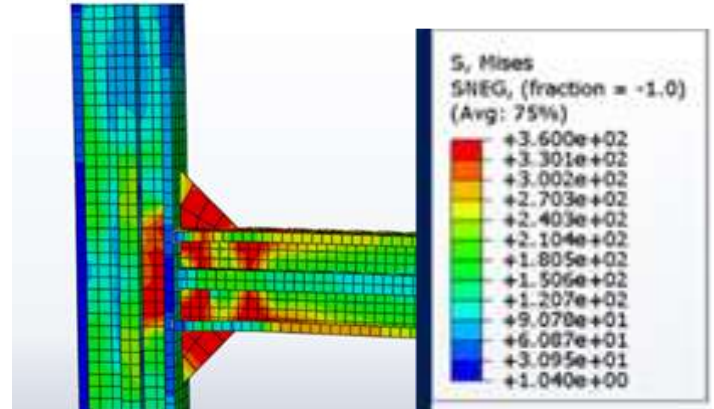 S, Mises
SNEG, (fraction = -1.0)
(Avg: 75%)
+3.600e+02
+3.301e+02
+3.002e+02
+2.703e+02
+2.403e+02
+2.104e+02
+1.805e+02
+1.506e+02
+1.207e+02
+9.078e+01
+6.087e+01
+3.095e+01
+1.040e+00